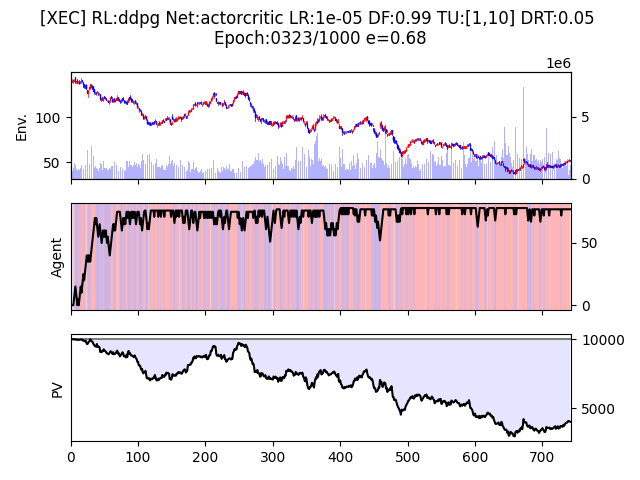 [XEC] RL:ddpg Net:actorcritic LR:1e-05 DF:0.99 TU:[1,10] DRT:0.05
Epoch:0323/1000 e=0.68
1e6
Env.
100
50
5
0
Agent
50
0
PV
10000
5000
0 100 200 300 400 500 600 700